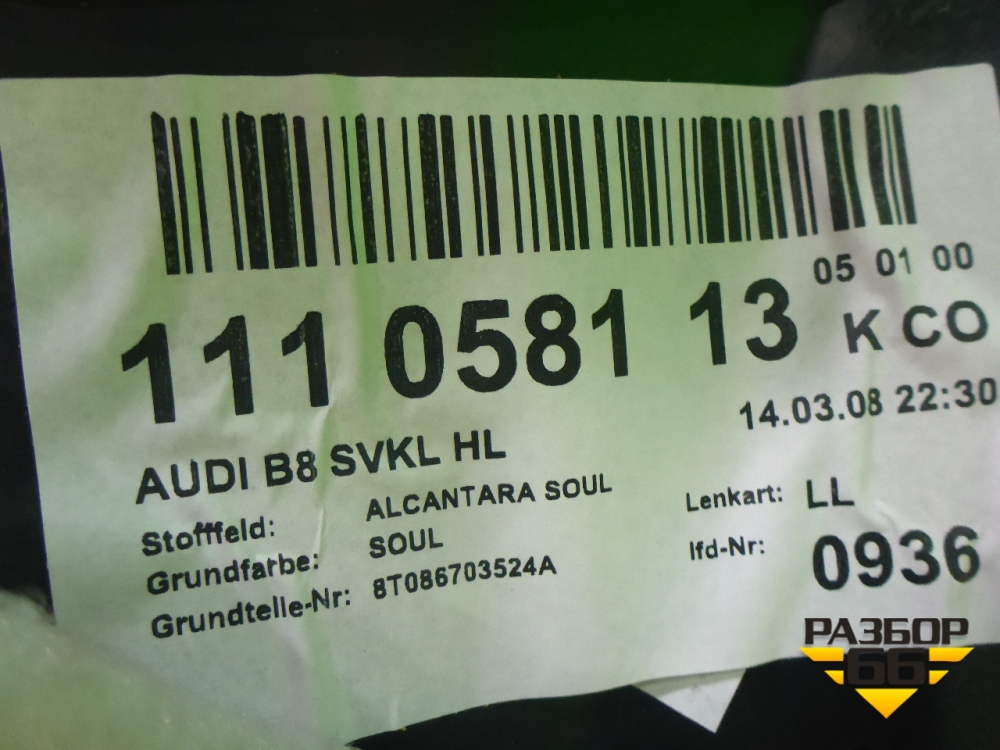 05 01 00
111 0581 13 K CO
14.03.08 22:30
AUDI B8 SVKL HL
Stofffeld: ALCANTARA SOUL
Grundfarbe: SOUL
Grundtelle-Nr: 8T086703524A
Lenkart: LL
lfd-Nr: 0936
РАЗБОР
66